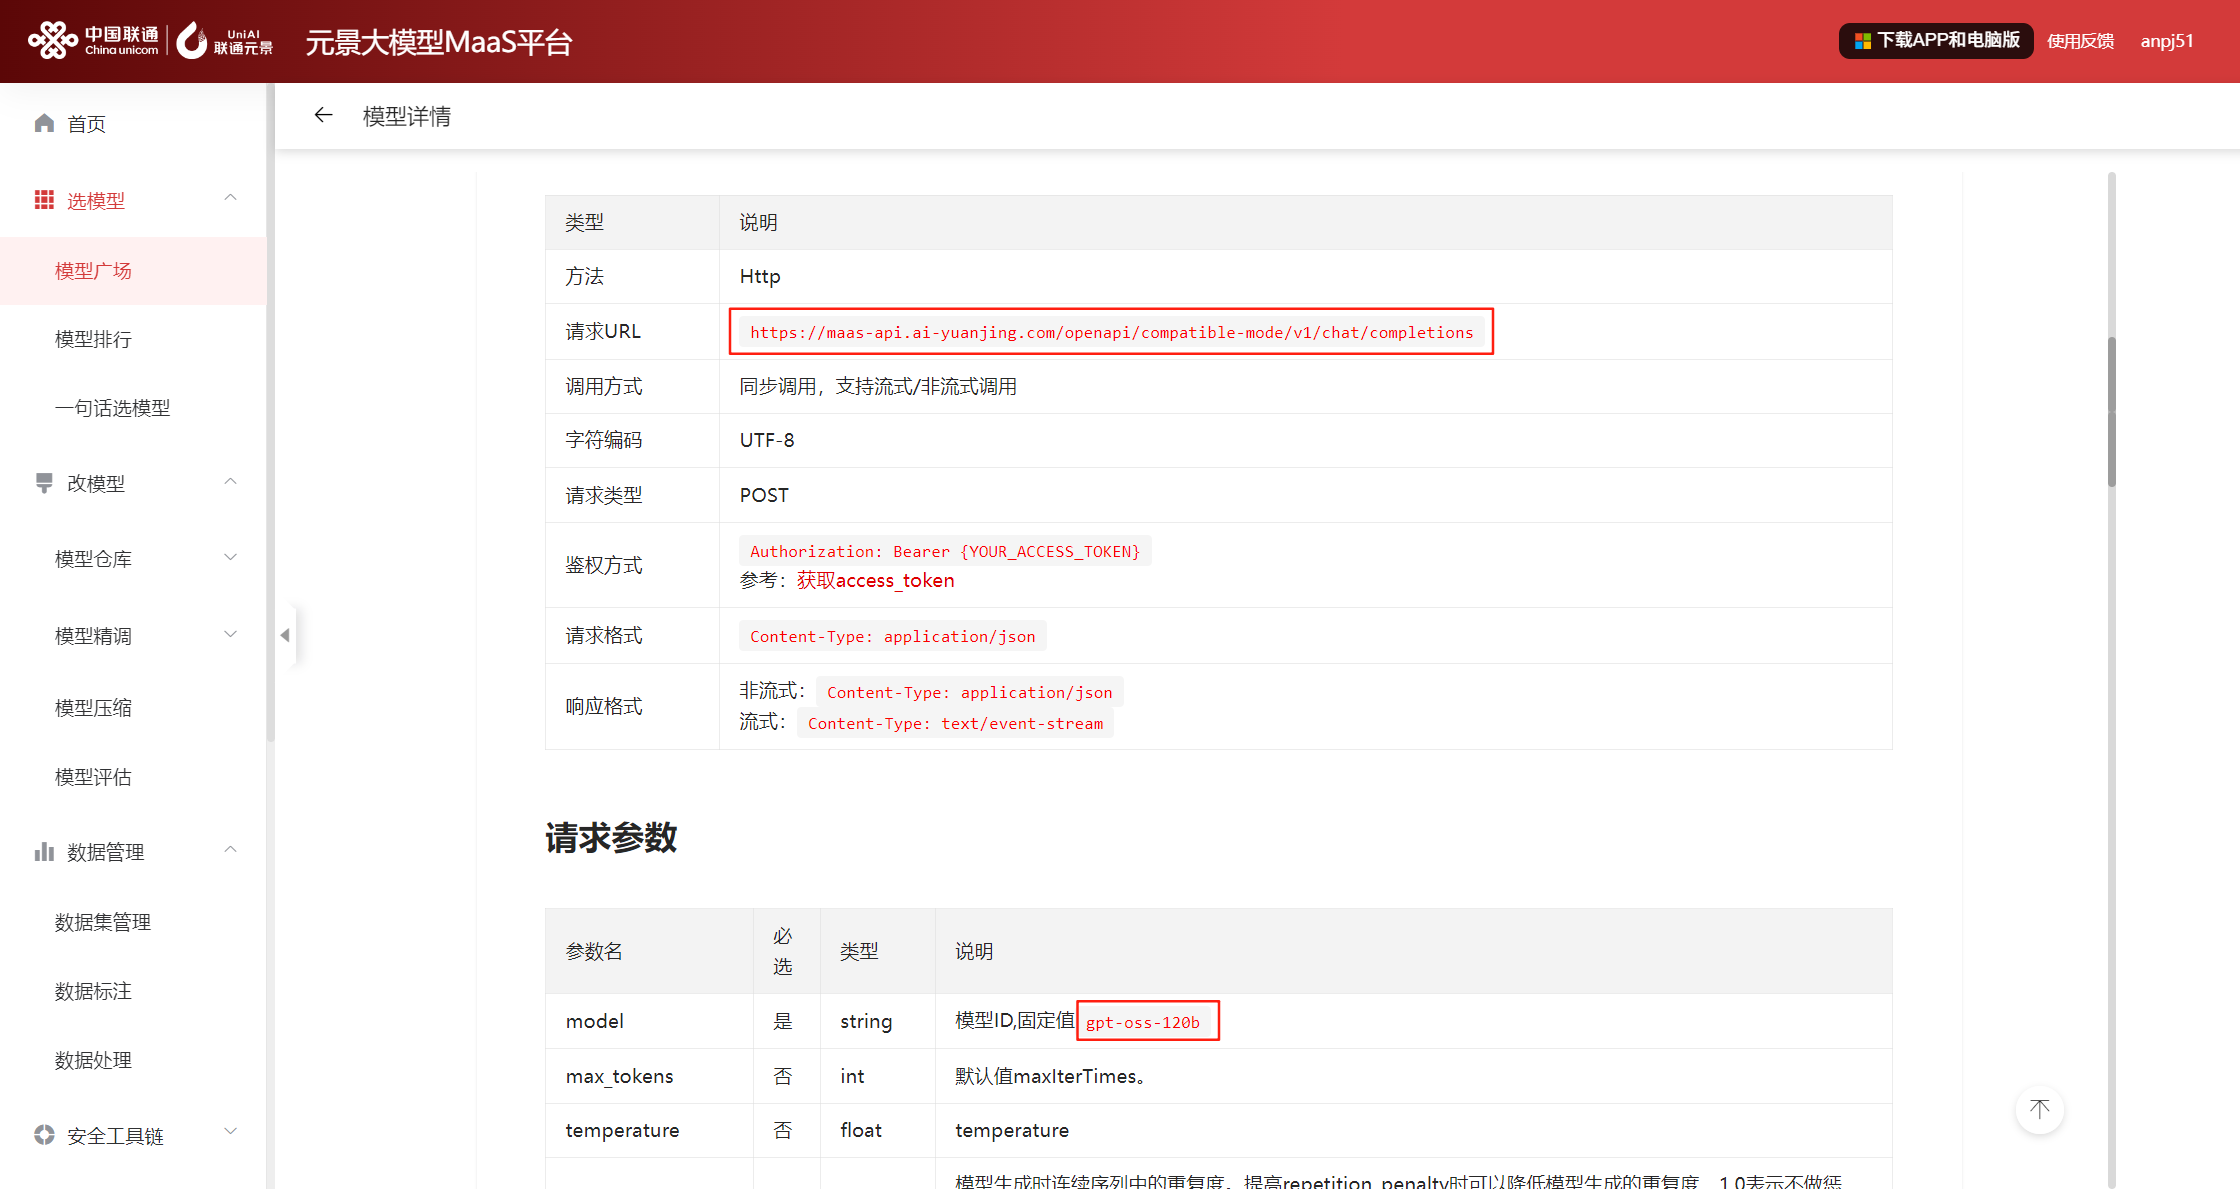 中国联通
China unicom
UniAI
联通元景
元景大模型MaaS平台
下载APP和电脑版
使用反馈
anpj51
首页
选模型
模型广场
模型排行
一句话选模型
改模型
模型仓库
模型精调
模型压缩
模型评估
数据管理
数据集管理
数据标注
数据处理
安全工具链
模型详情
类型 说明
方法 Http
请求URL https://maas-api.ai-yuanjing.com/openapi/compatible-mode/v1/chat/completions
调用方式 同步调用，支持流式/非流式调用
字符编码 UTF-8
请求类型 POST
鉴权方式 Authorization: Bearer {YOUR_ACCESS_TOKEN}
参考：获取access_token
请求格式 Content-Type: application/json
响应格式 非流式： Content-Type: application/json
流式： Content-Type: text/event-stream
请求参数
参数名 必选 类型 说明
model 是 string 模型ID,固定值 gpt-oss-120b
max_tokens 否 int 默认值maxIterTimes。
temperature 否 float temperature
模型生成时连续序列中的重复度。提高repetition_penalty时可以降低模型生成的重复度，1.0表示不做惩